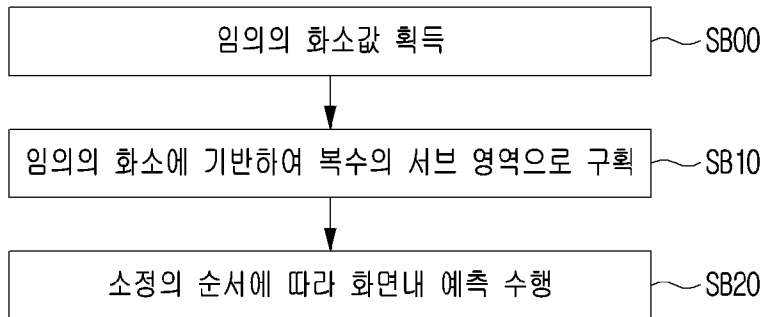 임의의 화소값 획득
SB00
임의의 화소에 기반하여 복수의 서브 영역으로 구획
SB10
소정의 순서에 따라 화면내 예측 수행
SB20